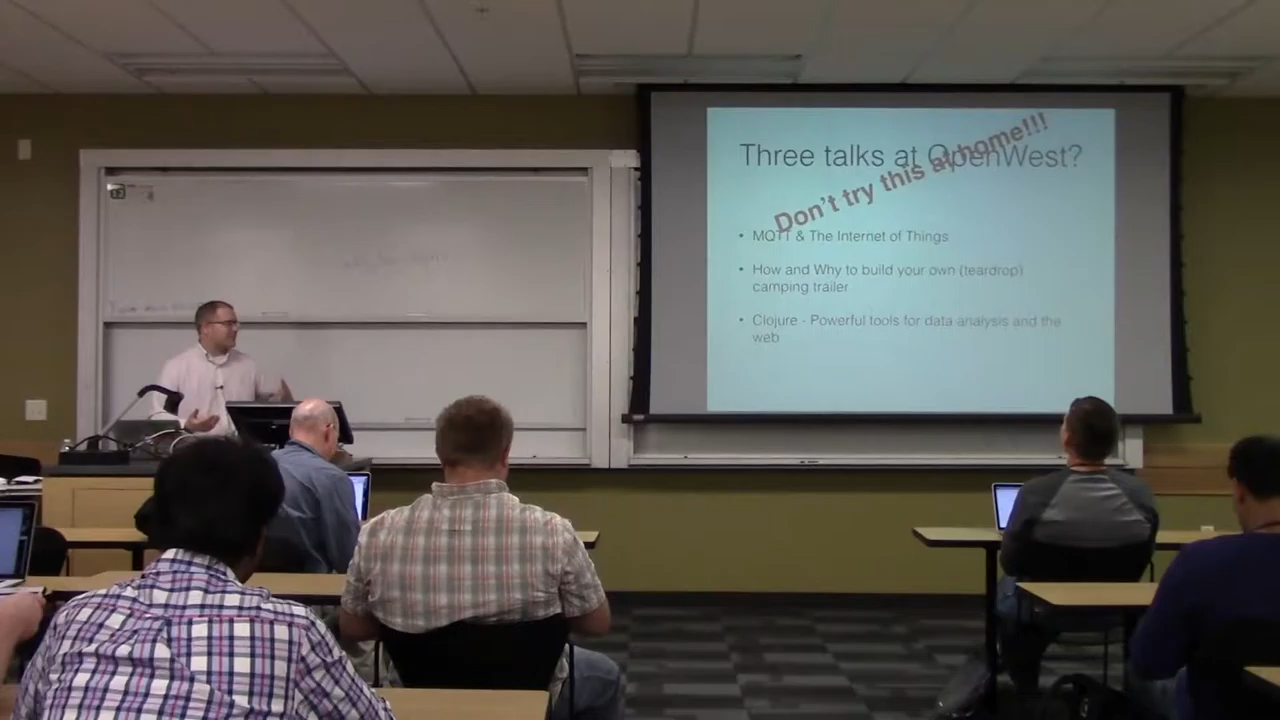 Three talks at OpenWest?
Don't try this at home!!!
• MQTT & The Internet of Things
• How and Why to build your own (teardrop)
camping trailer
• Clojure - Powerful tools for data analysis and the
web